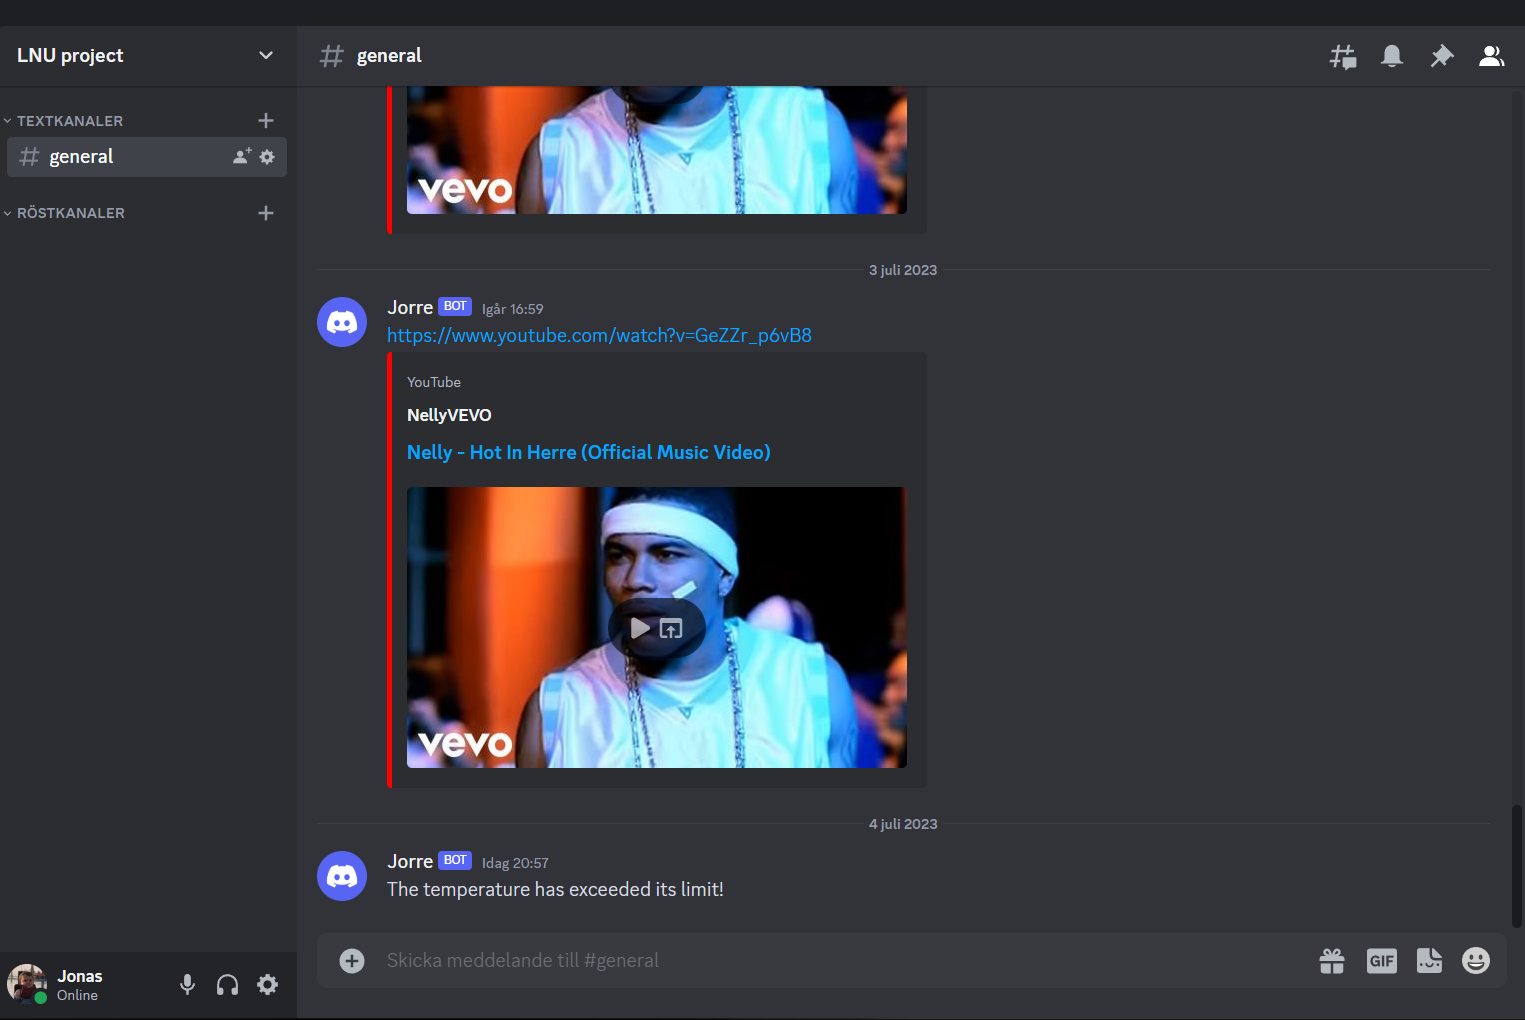 LNU project
TEXTKANALER
general
RÖSTKANALER
Jonas
Online
general
vevo
3 juli 2023
Jorre BOT Igår 16:59
https://www.youtube.com/watch?v=GeZZr_p6vB8
YouTube
NellyVEVO
Nelly - Hot In Herre (Official Music Video)
vevo
4 juli 2023
Jorre BOT Idag 20:57
The temperature has exceeded its limit!
Skicka meddelande till #general
GIF